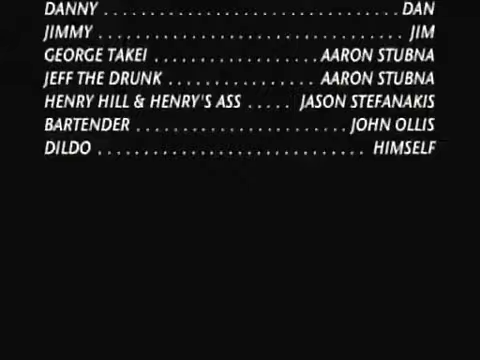 DANNY . . . . . . . . . . . . . . . . . . . . . . . . . . . . . . . . . DAN
JIMMY . . . . . . . . . . . . . . . . . . . . . . . . . . . . . . . . . . JIM
GEORGE TAKEI . . . . . . . . . . . . . . . . . . AARON STUBNA
JEFF THE DRUNK . . . . . . . . . . . . . . . . AARON STUBNA
HENRY HILL & HENRY'S ASS . . . . . JASON STEFANAKIS
BARTENDER . . . . . . . . . . . . . . . . . . . . . . . . JOHN OLLIS
DILDO . . . . . . . . . . . . . . . . . . . . . . . . . . . . . . HIMSELF